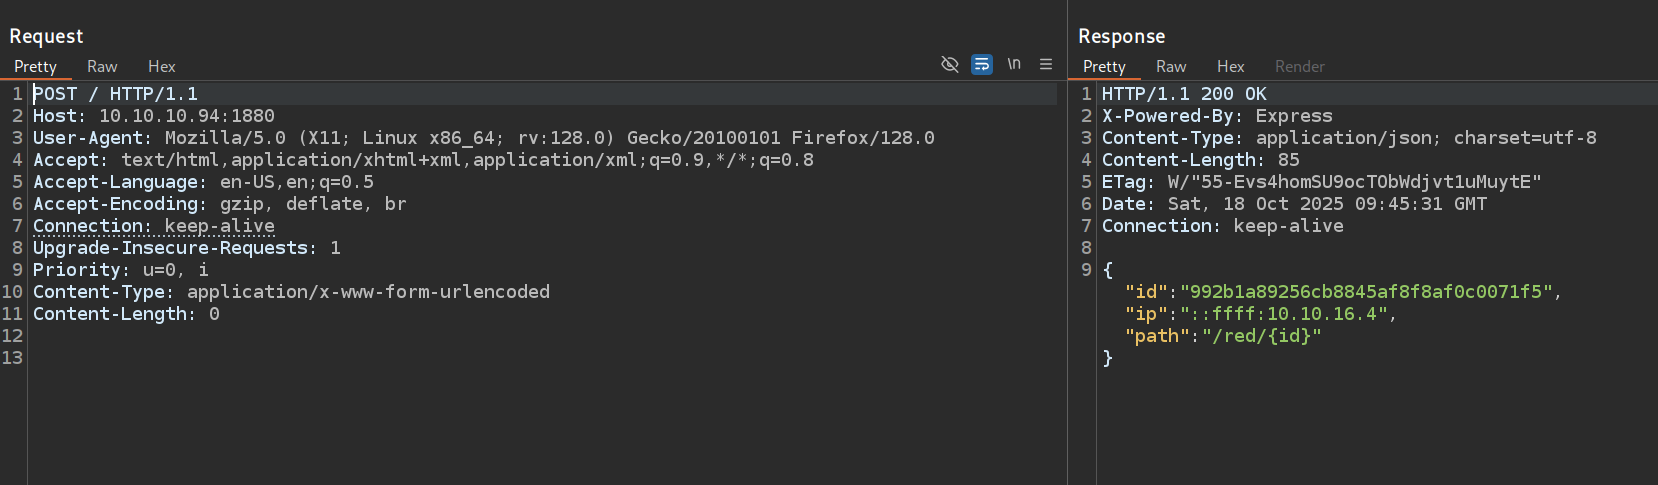 Request
Pretty Raw Hex \n
1 POST / HTTP/1.1
2 Host: 10.10.10.94:1880
3 User-Agent: Mozilla/5.0 (X11; Linux x86_64; rv:128.0) Gecko/20100101 Firefox/128.0
4 Accept: text/html,application/xhtml+xml,application/xml;q=0.9,*/*;q=0.8
5 Accept-Language: en-US,en;q=0.5
6 Accept-Encoding: gzip, deflate, br
7 Connection: keep-alive
8 Upgrade-Insecure-Requests: 1
9 Priority: u=0, i
10 Content-Type: application/x-www-form-urlencoded
11 Content-Length: 0
12
13
Response
Pretty Raw Hex Render
1 HTTP/1.1 200 OK
2 X-Powered-By: Express
3 Content-Type: application/json; charset=utf-8
4 Content-Length: 85
5 ETag: W/"55-Evs4homSU9ocTObWdjvt1uMuytE"
6 Date: Sat, 18 Oct 2025 09:45:31 GMT
7 Connection: keep-alive
8
9 {
"id":"992b1a89256cb8845af8f8af0c0071f5",
"ip":"::ffff:10.10.16.4",
"path":"/red/{id}"
}